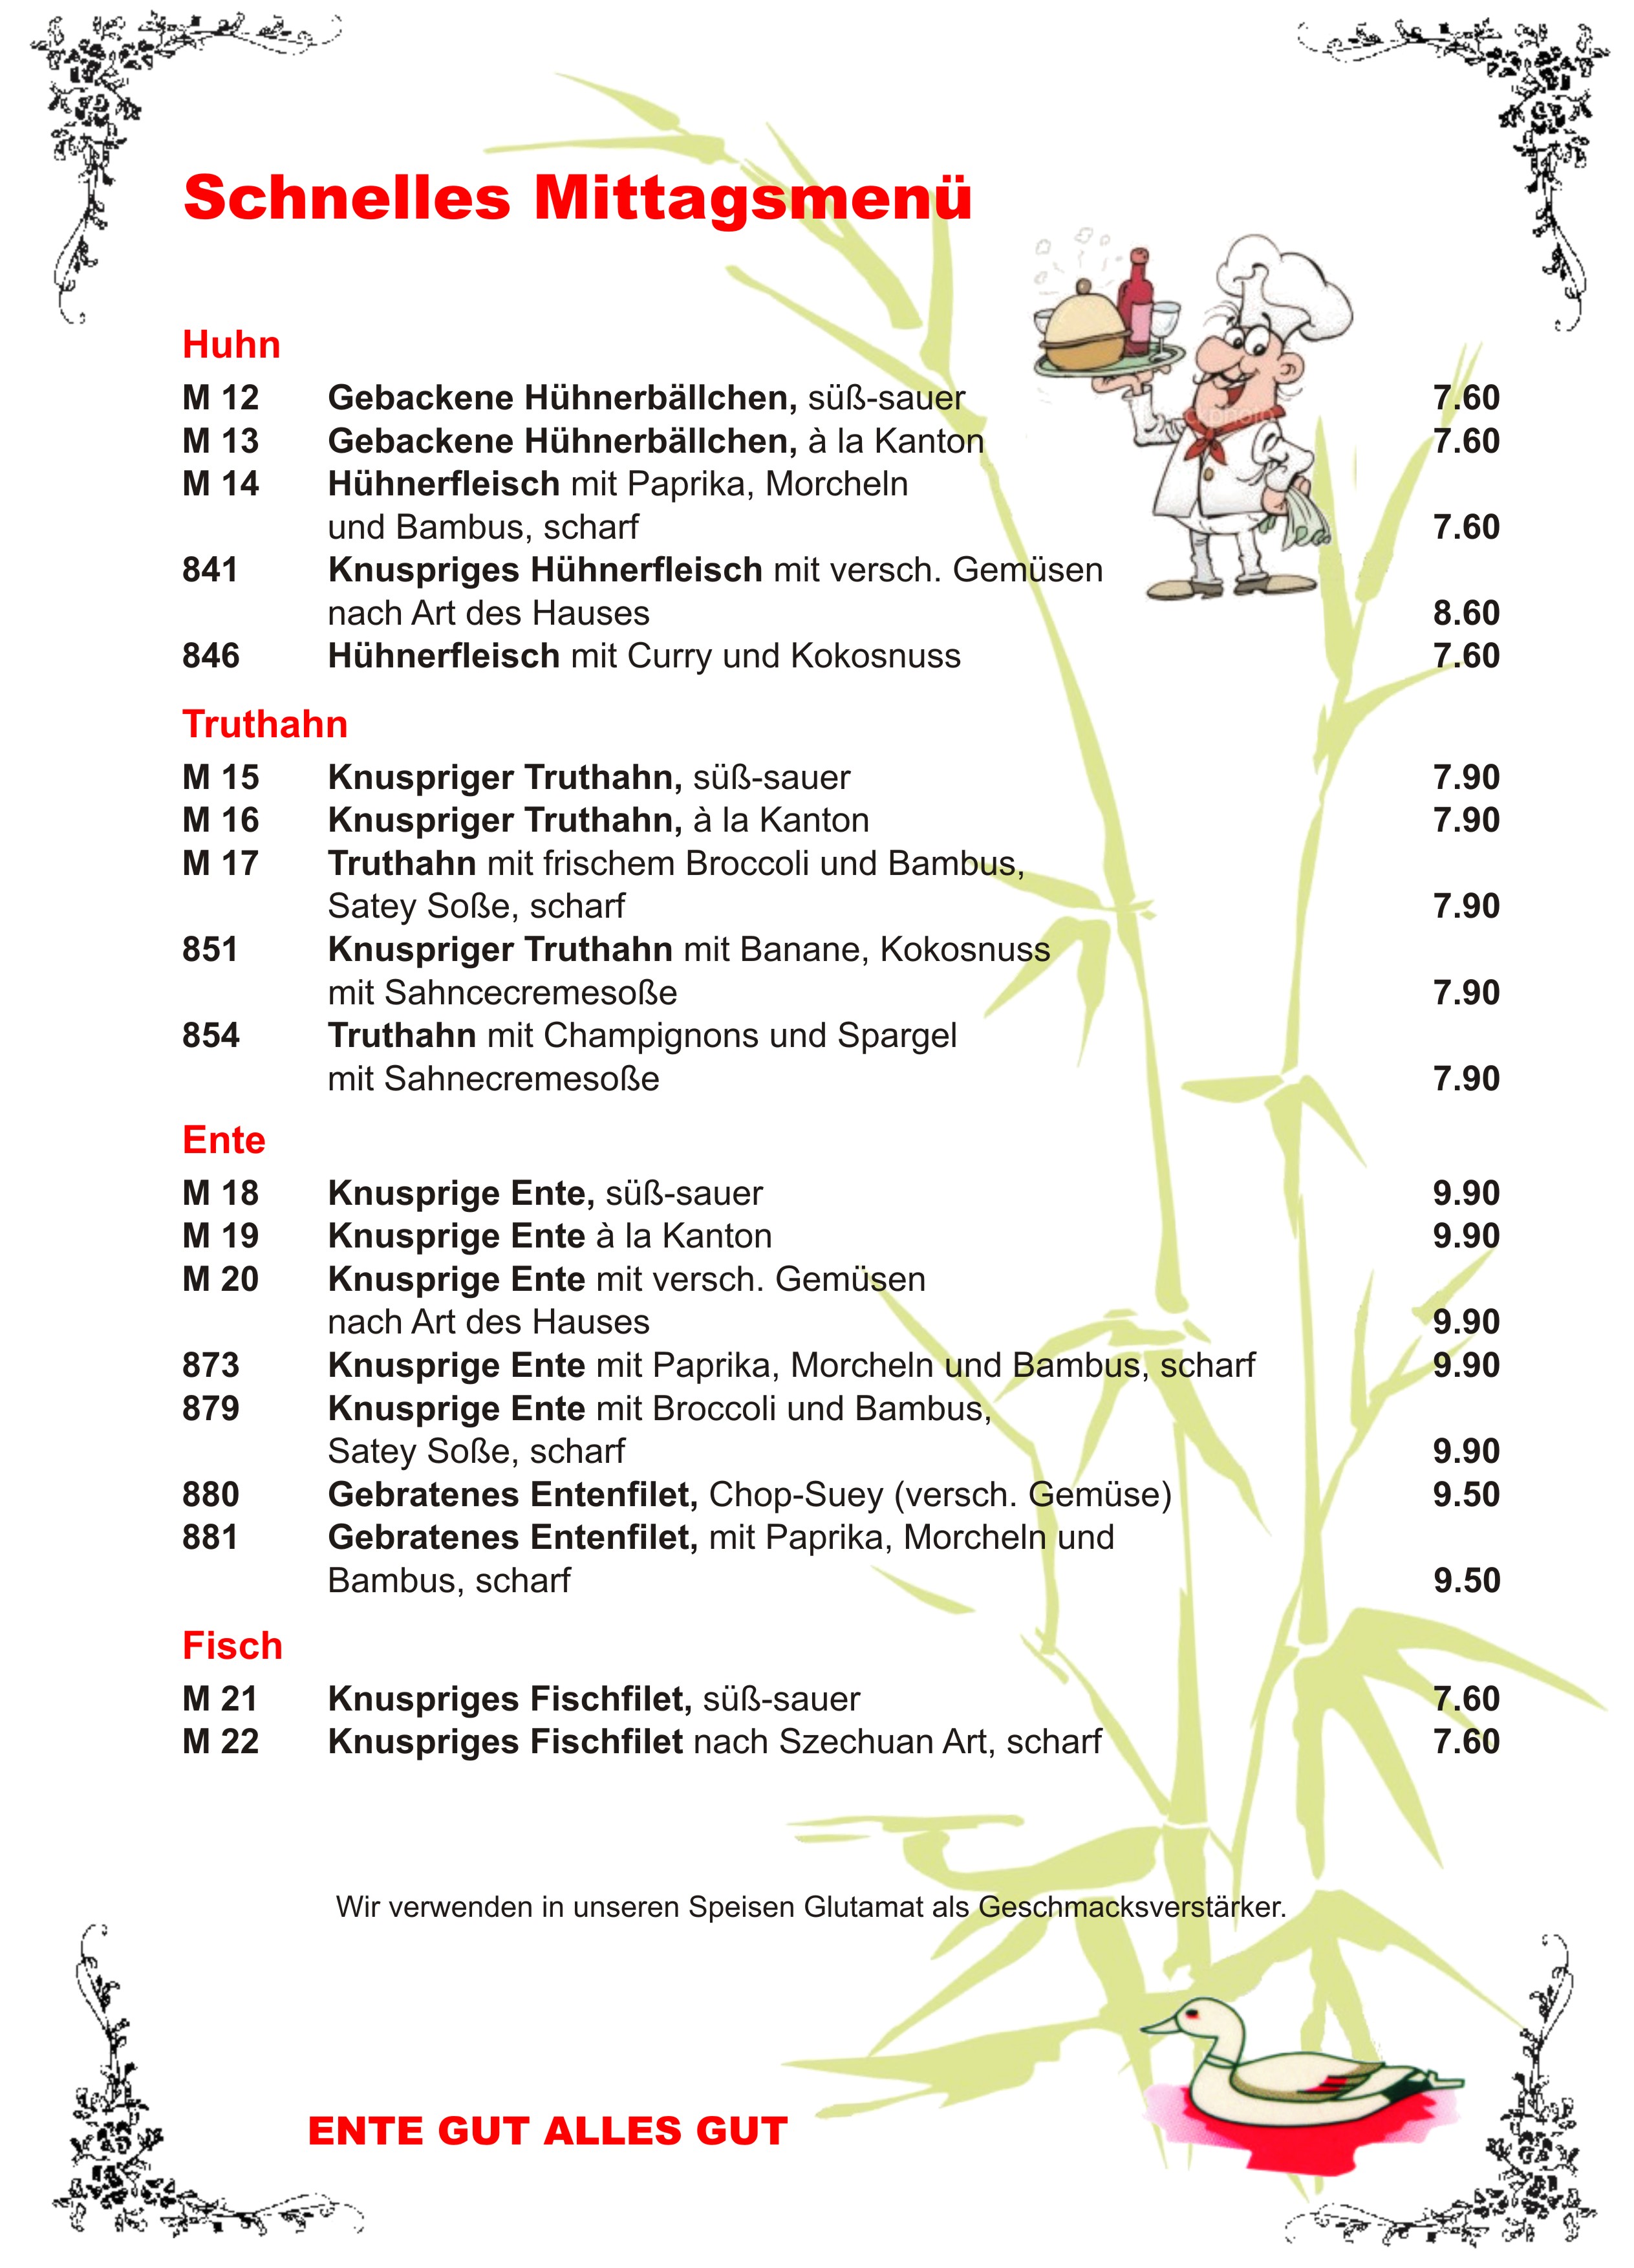 Schnelles Mittagsmenü
Huhn
M 12 Gebackene Hühnerbällchen, süß-sauer 7.60
M 13 Gebackene Hühnerbällchen, à la Kanton 7.60
M 14 Hühnerfleisch mit Paprika, Morcheln
und Bambus, scharf 7.60
841 Knuspriges Hühnerfleisch mit versch. Gemüsen
nach Art des Hauses 8.60
846 Hühnerfleisch mit Curry und Kokosnuss 7.60
Truthahn
M 15 Knuspriger Truthahn, süß-sauer 7.90
M 16 Knuspriger Truthahn, à la Kanton 7.90
M 17 Truthahn mit frischem Broccoli und Bambus,
Satey Soße, scharf 7.90
851 Knuspriger Truthahn mit Banane, Kokosnuss
mit Sahncecremesoße 7.90
854 Truthahn mit Champignons und Spargel
mit Sahnecremesoße 7.90
Ente
M 18 Knusprige Ente, süß-sauer 9.90
M 19 Knusprige Ente à la Kanton 9.90
M 20 Knusprige Ente mit versch. Gemüsen
nach Art des Hauses 9.90
873 Knusprige Ente mit Paprika, Morcheln und Bambus, scharf 9.90
879 Knusprige Ente mit Broccoli und Bambus,
Satey Soße, scharf 9.90
880 Gebratenes Entenfilet, Chop-Suey (versch. Gemüse) 9.50
881 Gebratenes Entenfilet, mit Paprika, Morcheln und
Bambus, scharf 9.50
Fisch
M 21 Knuspriges Fischfilet, süß-sauer 7.60
M 22 Knuspriges Fischfilet nach Szechuan Art, scharf 7.60
Wir verwenden in unseren Speisen Glutamat als Geschmacksverstärker.
ENTE GUT ALLES GUT